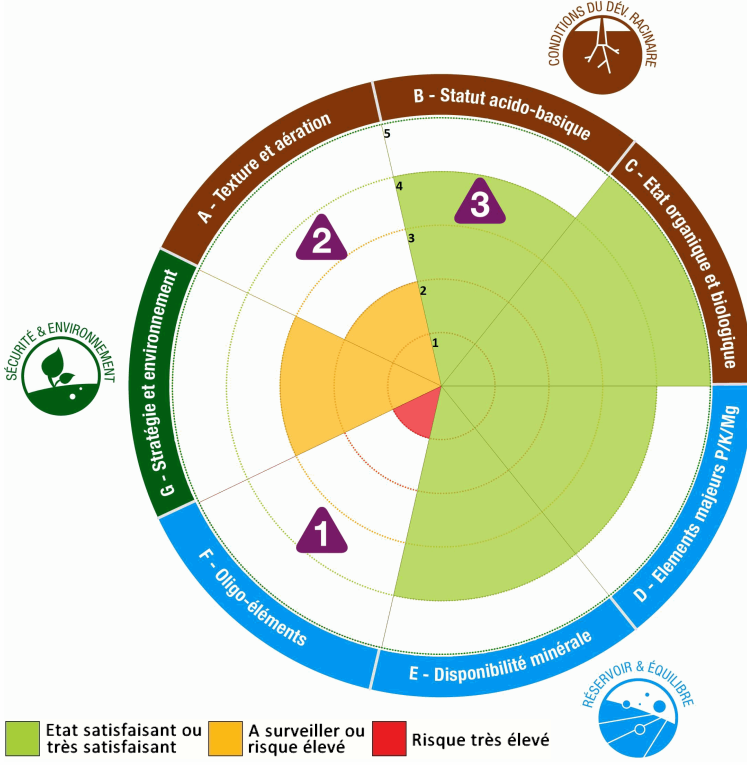 CONDITIONS DU DÉV. RACINAIRE
B - Statut acido-basique
A - Texture et aération
C - Etat organique et biologique
5
4
3
2
1
3
2
1
SÉCURITÉ & ENVIRONNEMENT
G - Stratégie et environnement
D - Elements majeurs P/K/Mg
F - Oligo-éléments
E - Disponibilité minérale
RÉSERVOIR & ÉQUILIBRE
Etat satisfaisant ou
très satisfaisant
A surveiller ou
risque élevé
Risque très élevé